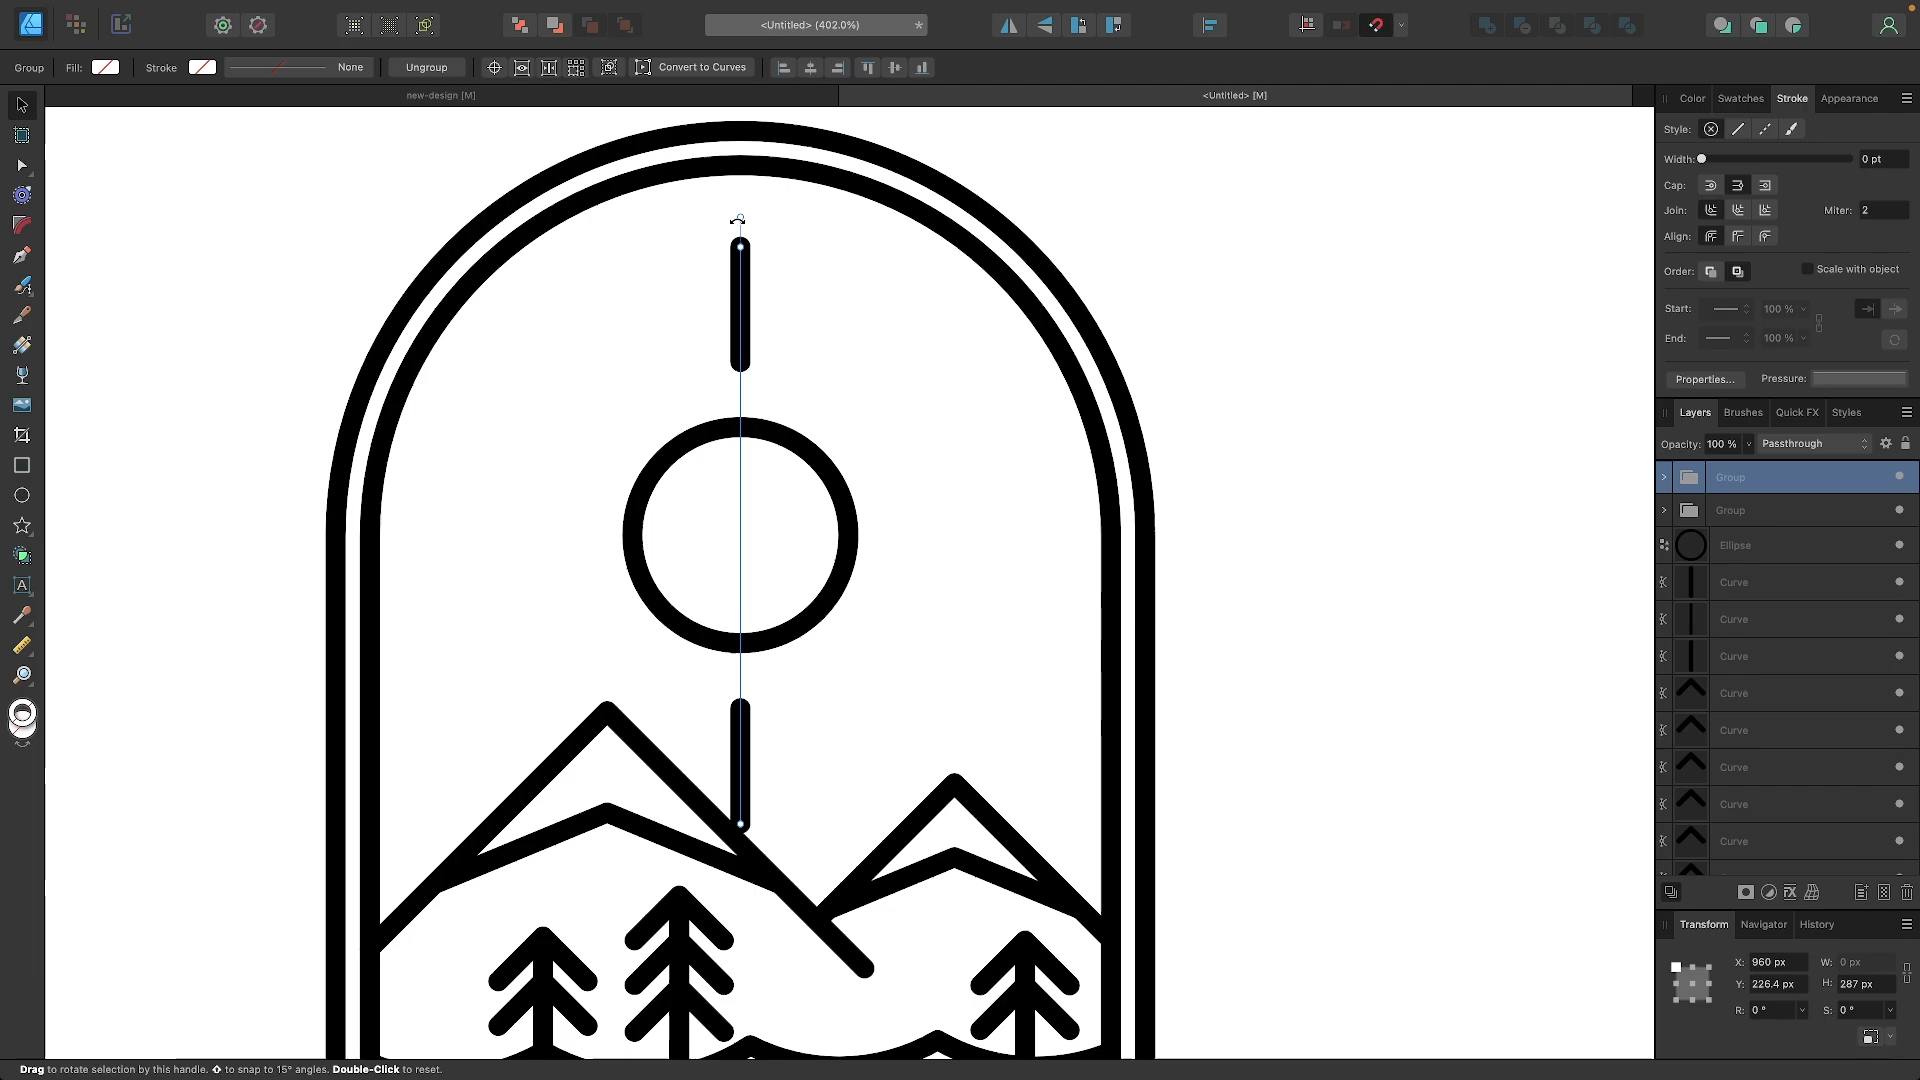 <Untitled> (402.0%)
*
Group
Fill:
Stroke
None
Ungroup
Convert to Curves
new-design [M]
<Untitled> [M]
Color
Swatches
Stroke
Appearance
Style:
Width:
0 pt
Cap:
Join:
Miter:
2
Align:
Order:
Scale with object
Start:
100 %
End:
100 %
Properties...
Pressure:
Layers
Brushes
Quick FX
Styles
Opacity:
100 %
Passthrough
Group
Group
Ellipse
Curve
Curve
Curve
Curve
Curve
Curve
Curve
Curve
Transform
Navigator
History
X:
960 px
W:
0 px
Y:
226.4 px
H:
287 px
R:
0 °
S:
0 °
Drag to rotate selection by this handle. ⇧ to snap to 15° angles. Double-Click to reset.